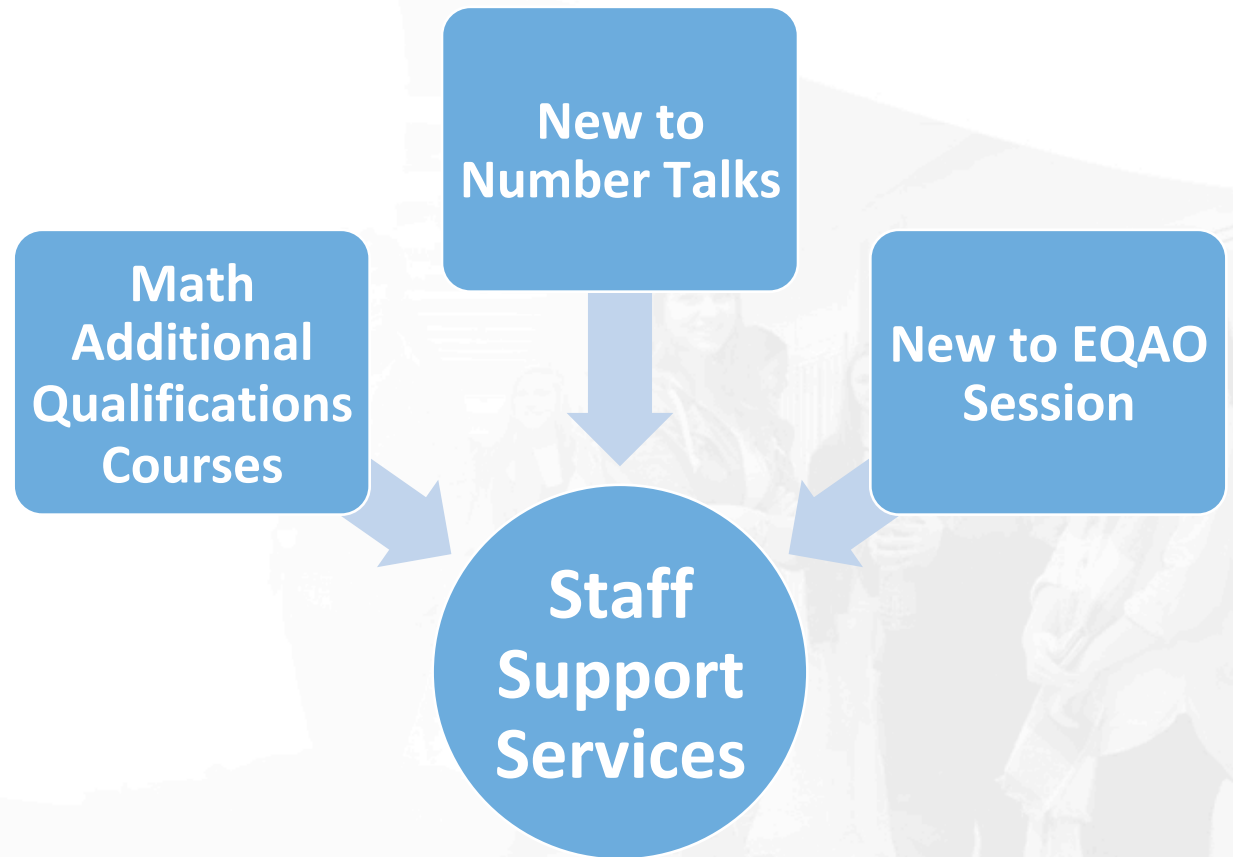 New to
Number Talks
Math
Additional
Qualifications
Courses
New to EQAO
Session
Staff
Support
Services